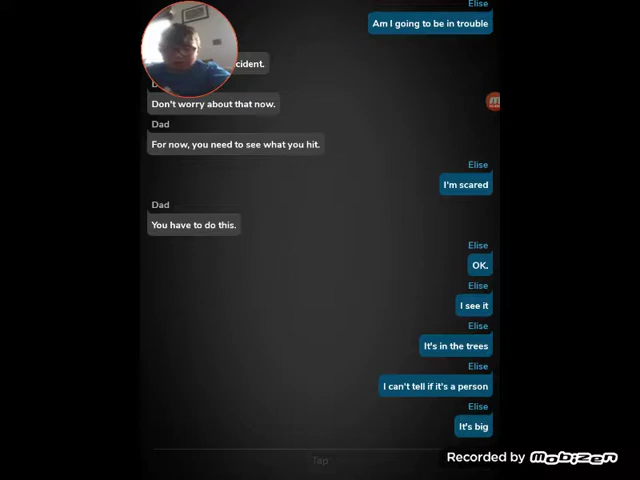 Elise
Am I going to be in trouble
cident.
Don't worry about that now.
Dad
For now, you need to see what you hit.
Elise
I'm scared
Dad
You have to do this.
Elise
OK.
Elise
I see it
Elise
It's in the trees
Elise
I can't tell if it's a person
Elise
It's big
Tap
Recorded by Mobizen